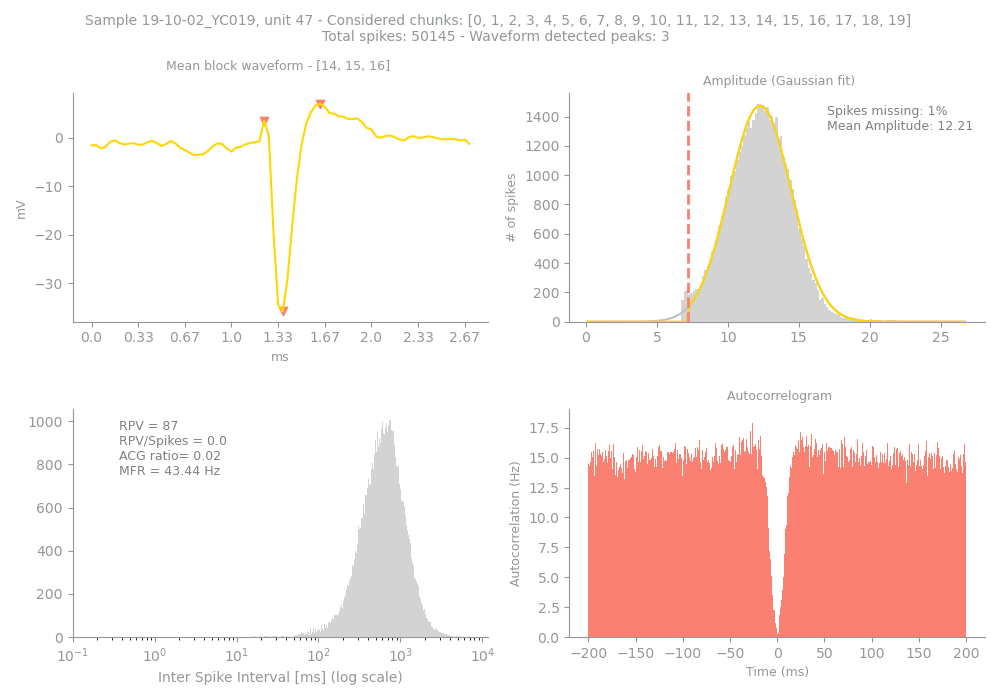 Sample 19-10-02_YC019, unit 47 - Considered chunks: [0, 1, 2, 3, 4, 5, 6, 7, 8, 9, 10, 11, 12, 13, 14, 15, 16, 17, 18, 19]
Total spikes: 50145 - Waveform detected peaks: 3
Mean block waveform - [14, 15, 16]
0
−10
−20
−30
mV
0.0 0.33 0.67 1.0 1.33 1.67 2.0 2.33 2.67
ms
Amplitude (Gaussian fit)
Spikes missing: 1%
Mean Amplitude: 12.21
1400
1200
1000
800
600
400
200
0
# of spikes
0 5 10 15 20 25
RPV = 87
RPV/Spikes = 0.0
ACG ratio= 0.02
MFR = 43.44 Hz
1000
800
600
400
200
0
10⁻¹ 10⁰ 10¹ 10² 10³ 10⁴
Inter Spike Interval [ms] (log scale)
Autocorrelogram
17.5
15.0
12.5
10.0
7.5
5.0
2.5
0.0
Autocorrelation (Hz)
−200 −150 −100 −50 0 50 100 150 200
Time (ms)